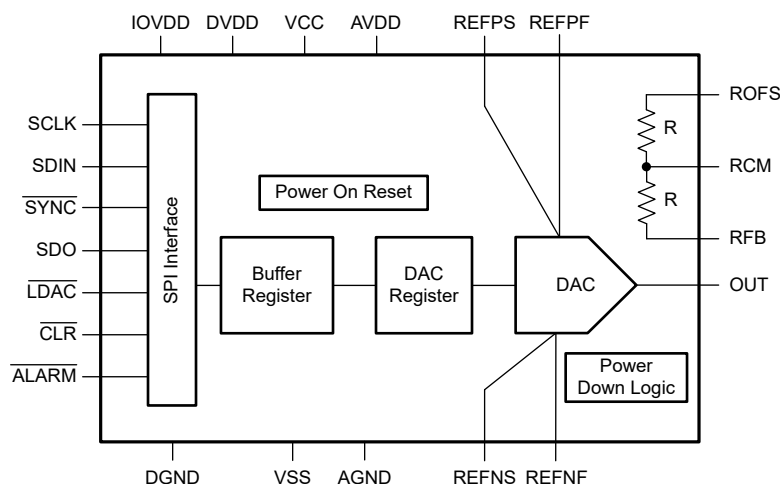 IOVDD DVDD VCC AVDD REFPS REFPF
ROFS
R
SCLK
SDIN
RCM
Power On Reset
SYNC
R
SDO
RFB
SPI Interface
Buffer
Register
DAC
Register
DAC
OUT
LDAC
CLR
ALARM
Power
Down Logic
DGND VSS AGND REFNS REFNF